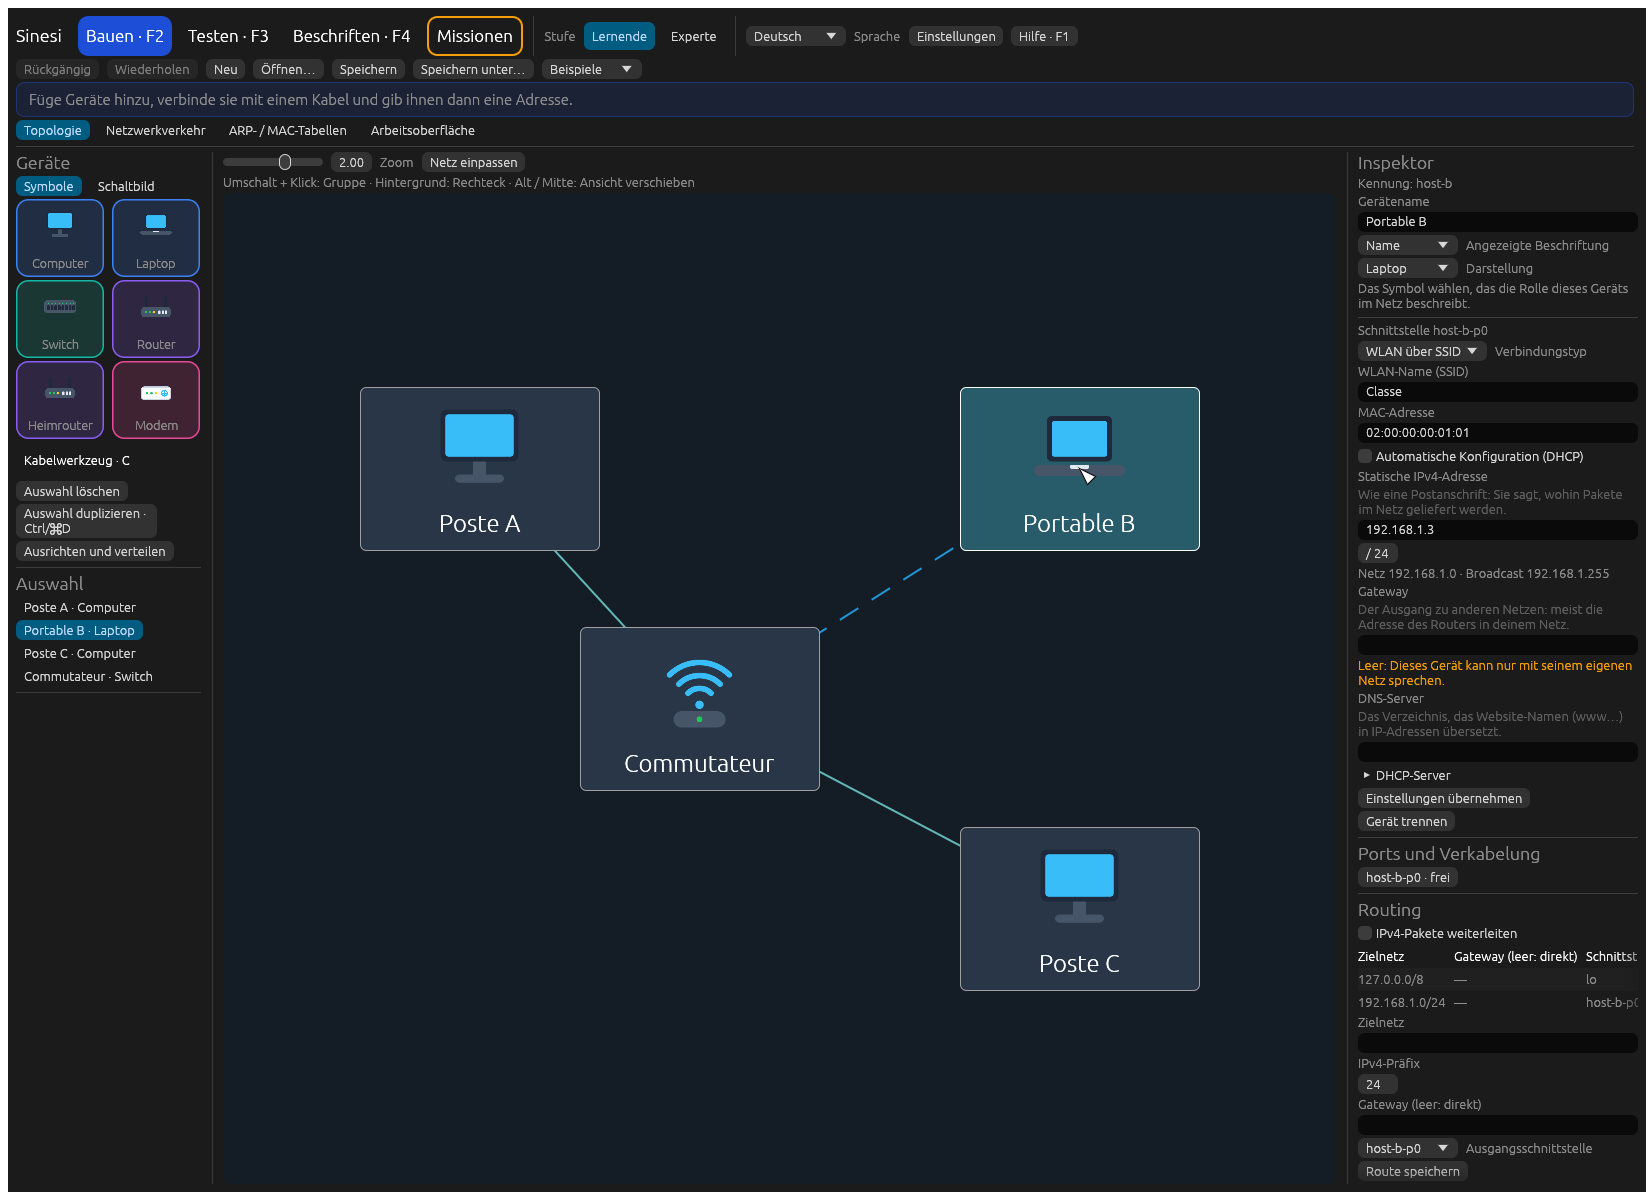 Sinesi Bauen · F2 Testen · F3 Beschriften · F4 Missionen Stufe Lernende Experte Deutsch Sprache Einstellungen Hilfe · F1
Rückgängig Wiederholen Neu Öffnen... Speichern Speichern unter... Beispiele
Füge Geräte hinzu, verbinde sie mit einem Kabel und gib ihnen dann eine Adresse.
Topologie Netzwerkverkehr ARP- / MAC-Tabellen Arbeitsoberfläche
Geräte
Symbole Schaltbild
Computer Laptop
Switch Router
Heimrouter Modem
Kabelwerkzeug · C
Auswahl löschen
Auswahl duplizieren ·
Ctrl/⌘D
Ausrichten und verteilen
Auswahl
Poste A · Computer
Portable B · Laptop
Poste C · Computer
Commutateur · Switch
2.00 Zoom Netz einpassen
Umschalt + Klick: Gruppe · Hintergrund: Rechteck · Alt / Mitte: Ansicht verschieben
Poste A
Portable B
Commutateur
Poste C
Inspektor
Kennung: host-b
Gerätename
Portable B
Name Angezeigte Beschriftung
Laptop Darstellung
Das Symbol wählen, das die Rolle dieses Geräts
im Netz beschreibt.
Schnittstelle host-b-p0
WLAN über SSID Verbindungstyp
WLAN-Name (SSID)
Classe
MAC-Adresse
02:00:00:00:01:01
Automatische Konfiguration (DHCP)
Statische IPv4-Adresse
Wie eine Postanschrift: Sie sagt, wohin Pakete
im Netz geliefert werden.
192.168.1.3
/ 24
Netz 192.168.1.0 · Broadcast 192.168.1.255
Gateway
Der Ausgang zu anderen Netzen: meist die
Adresse des Routers in deinem Netz.
Leer: Dieses Gerät kann nur mit seinem eigenen
Netz sprechen.
DNS-Server
Das Verzeichnis, das Website-Namen (www...)
in IP-Adressen übersetzt.
DHCP-Server
Einstellungen übernehmen
Gerät trennen
Ports und Verkabelung
host-b-p0 · frei
Routing
IPv4-Pakete weiterleiten
Zielnetz Gateway (leer: direkt) Schnittst
127.0.0.0/8 — lo
192.168.1.0/24 — host-b-p0
Zielnetz
IPv4-Präfix
24
Gateway (leer: direkt)
host-b-p0 Ausgangsschnittstelle
Route speichern